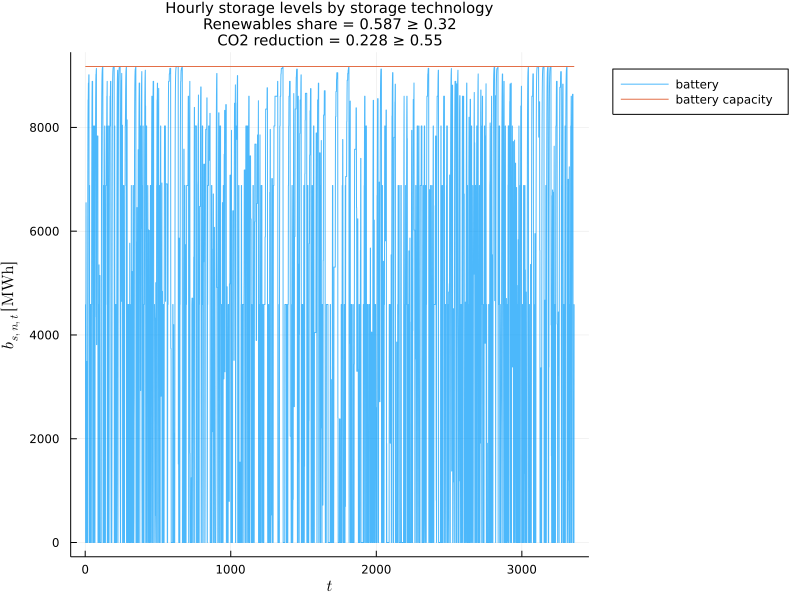 Hourly storage levels by storage technology
Renewables share = 0.587 ≥ 0.32
CO2 reduction = 0.228 ≥ 0.55
battery
battery capacity
8000
6000
4000
2000
0
b_{s, n, t} [MWh]
0 1000 2000 3000
t